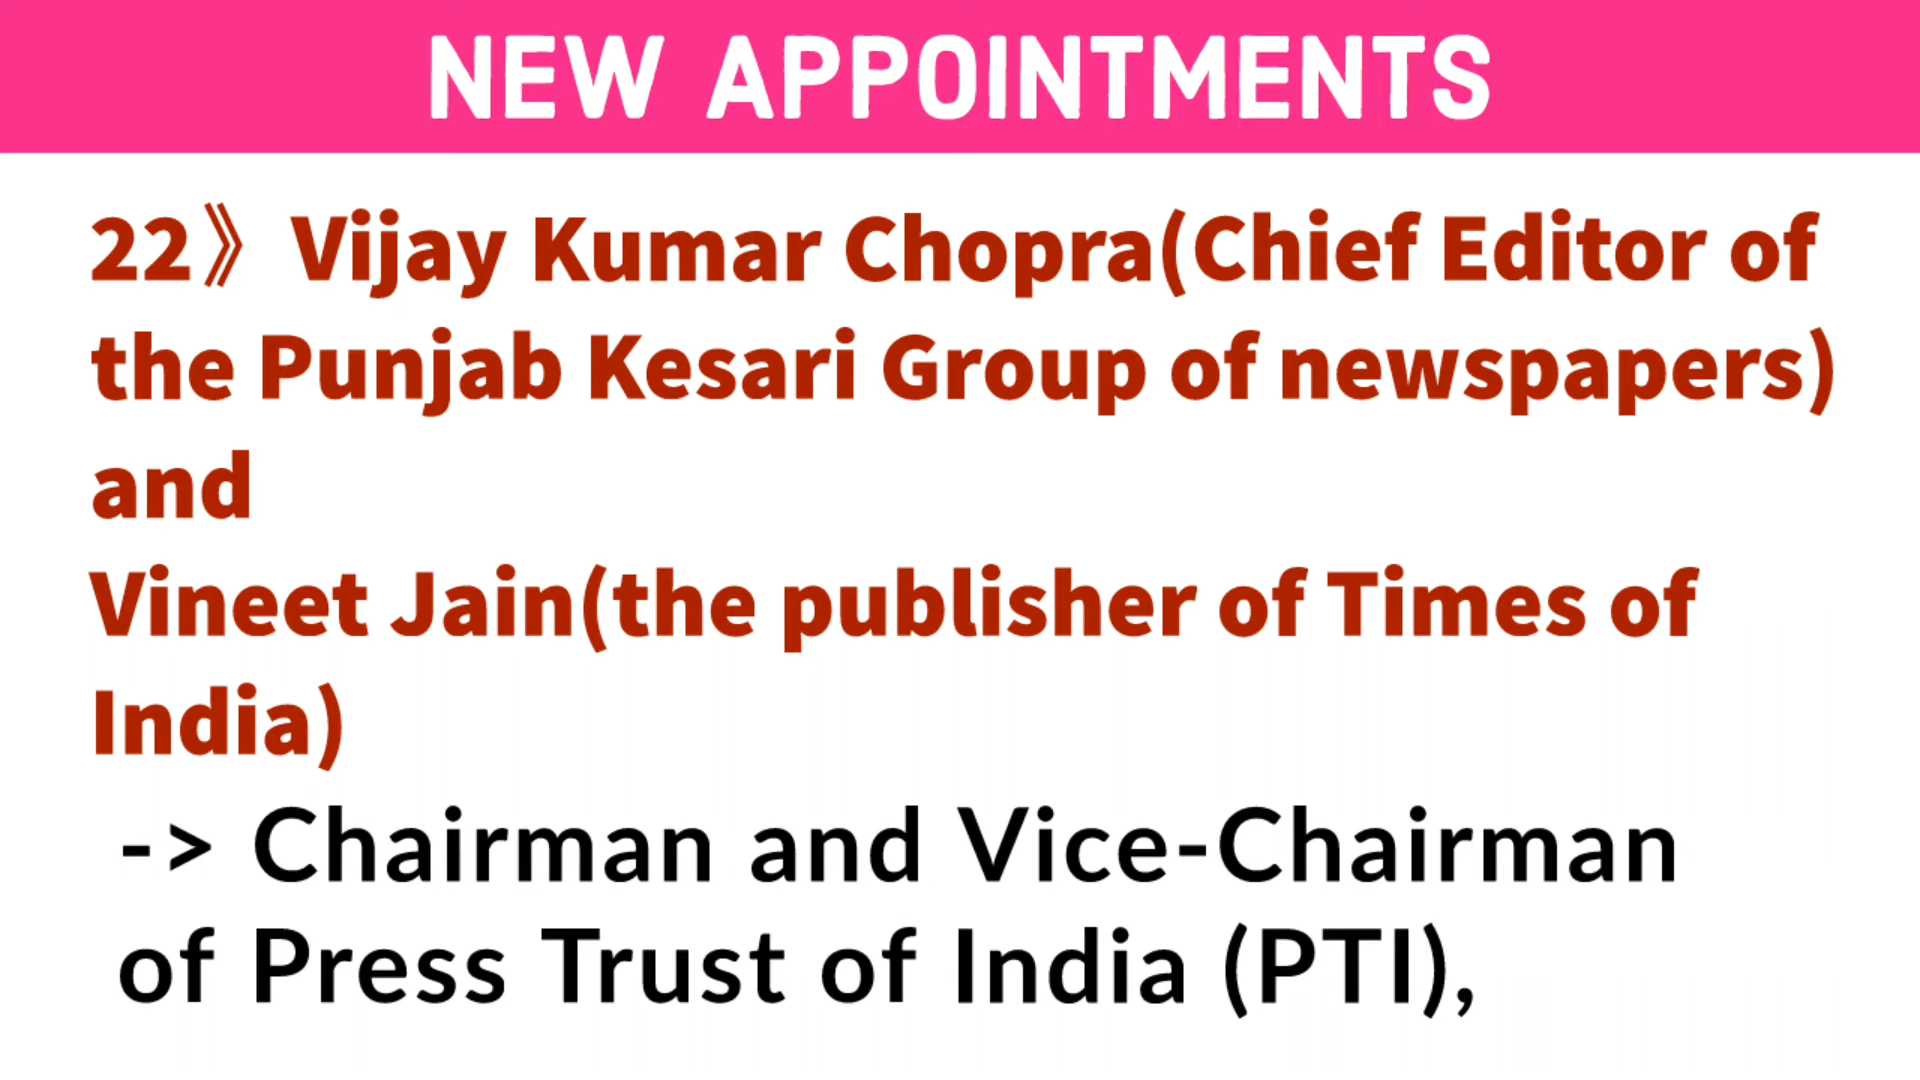 NEW APPOINTMENTS
22》 Vijay Kumar Chopra(Chief Editor of
the Punjab Kesari Group of newspapers)
and
Vineet Jain(the publisher of Times of
India)
-> Chairman and Vice-Chairman
of Press Trust of India (PTI),